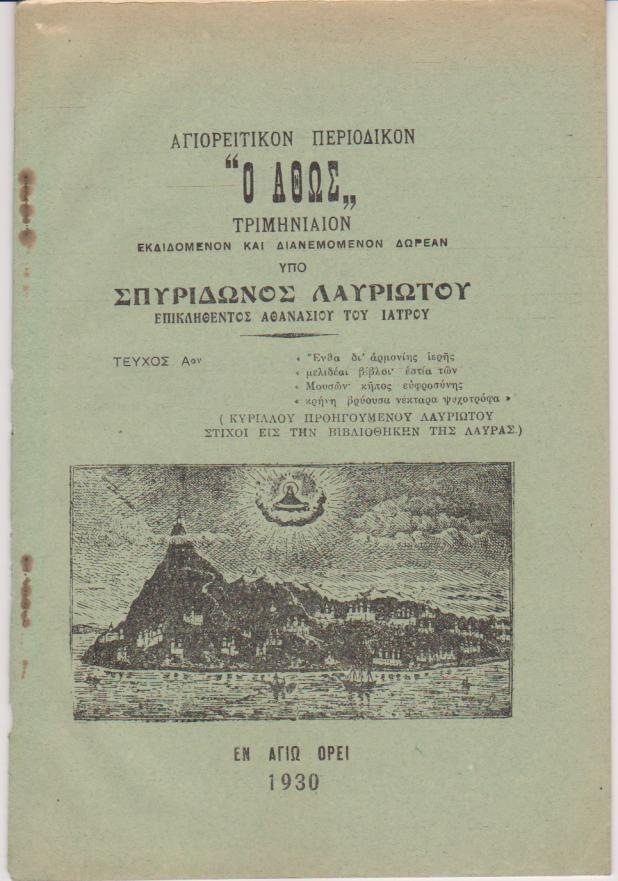 ΑΓΙΟΡΕΙΤΙΚΟΝ ΠΕΡΙΟΔΙΚΟΝ
“Ο ΑΘΩΣ„
ΤΡΙΜΗΝΙΑΙΟΝ
ΕΚΔΙΔΟΜΕΝΟΝ ΚΑΙ ΔΙΑΝΕΜΟΜΕΝΟΝ ΔΩΡΕΑΝ
ΥΠΟ
ΣΠΥΡΙΔΩΝΟΣ ΛΑΥΡΙΩΤΟΥ
ΕΠΙΚΛΗΘΕΝΤΟΣ ΑΘΑΝΑΣΙΟΥ ΤΟΥ ΙΑΤΡΟΥ
ΤΕΥΧΟΣ Αον
« Ἔνθα δι' ἁρμονίης ἱερῆς
« μελιδέαι βίβλοι· ἑστία τῶν
« Μουσῶν· κῆπος εὐφροσύνης
« κρήνη βρύουσα νέκταρα ψυχοτρόφα »
( ΚΥΡΙΛΛΟΥ ΠΡΟΗΓΟΥΜΕΝΟΥ ΛΑΥΡΙΩΤΟΥ
ΣΤΙΧΟΙ ΕΙΣ ΤΗΝ ΒΙΒΛΙΟΘΗΚΗΝ ΤΗΣ ΛΑΥΡΑΣ.)
ΕΝ ΑΓΙΩ ΟΡΕΙ
1930